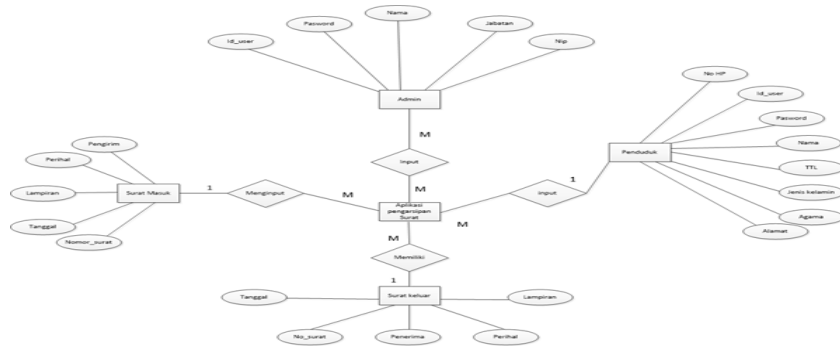 Nama
Pasword
Jabatan
Id_user
Nip
Admin
M
Input
M
No HP
Id_user
Pasword
Nama
TTL
Jenis kelamin
Agama
Alamat
Penduduk
1
input
M
Pengirim
Perihal
Lampiran
Tanggal
Nomor_surat
Surat Masuk
1
Menginput
M
Aplikasi
pengarsipan
Surat
M
Memiliki
1
Surat keluar
Tanggal
Lampiran
No_surat
Penerima
Perihal